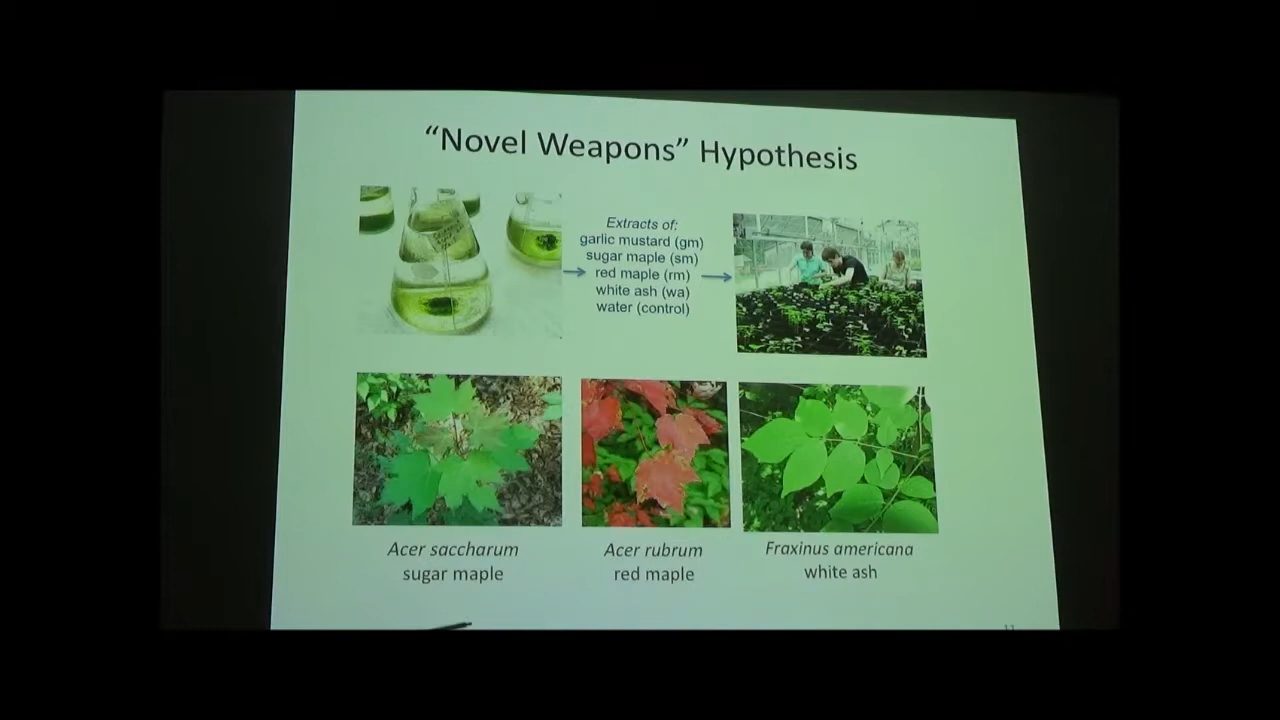 “Novel Weapons” Hypothesis
Extracts of:
garlic mustard (gm)
sugar maple (sm)
red maple (rm)
white ash (wa)
water (control)
Acer saccharum
sugar maple
Acer rubrum
red maple
Fraxinus americana
white ash